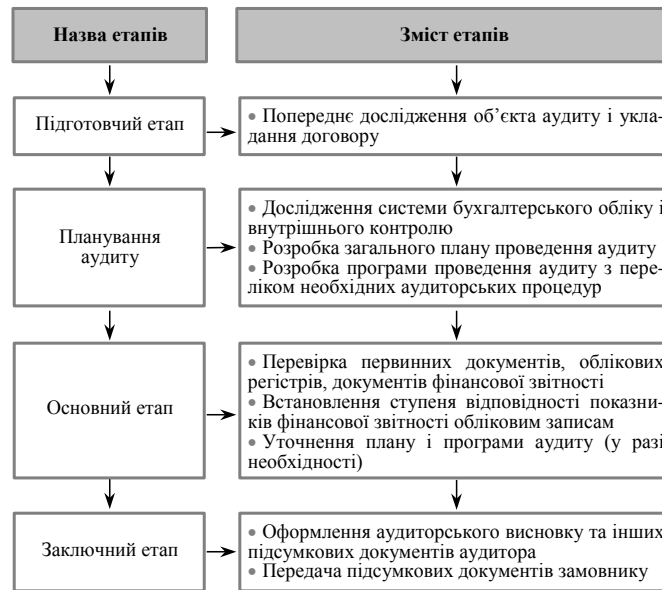 Назва етапів
Зміст етапів
Підготовчий етап
• Попереднє дослідження об’єкта аудиту і укла-
дання договору
Планування
аудиту
• Дослідження системи бухгалтерського обліку і
внутрішнього контролю
• Розробка загального плану проведення аудиту
• Розробка програми проведення аудиту з пере-
ліком необхідних аудиторських процедур
Основний етап
• Перевірка первинних документів, облікових
регістрів, документів фінансової звітності
• Встановлення ступеня відповідності показни-
ків фінансової звітності обліковим записам
• Уточнення плану і програми аудиту (у разі
необхідності)
Заключний етап
• Оформлення аудиторського висновку та інших
підсумкових документів аудитора
• Передача підсумкових документів замовнику